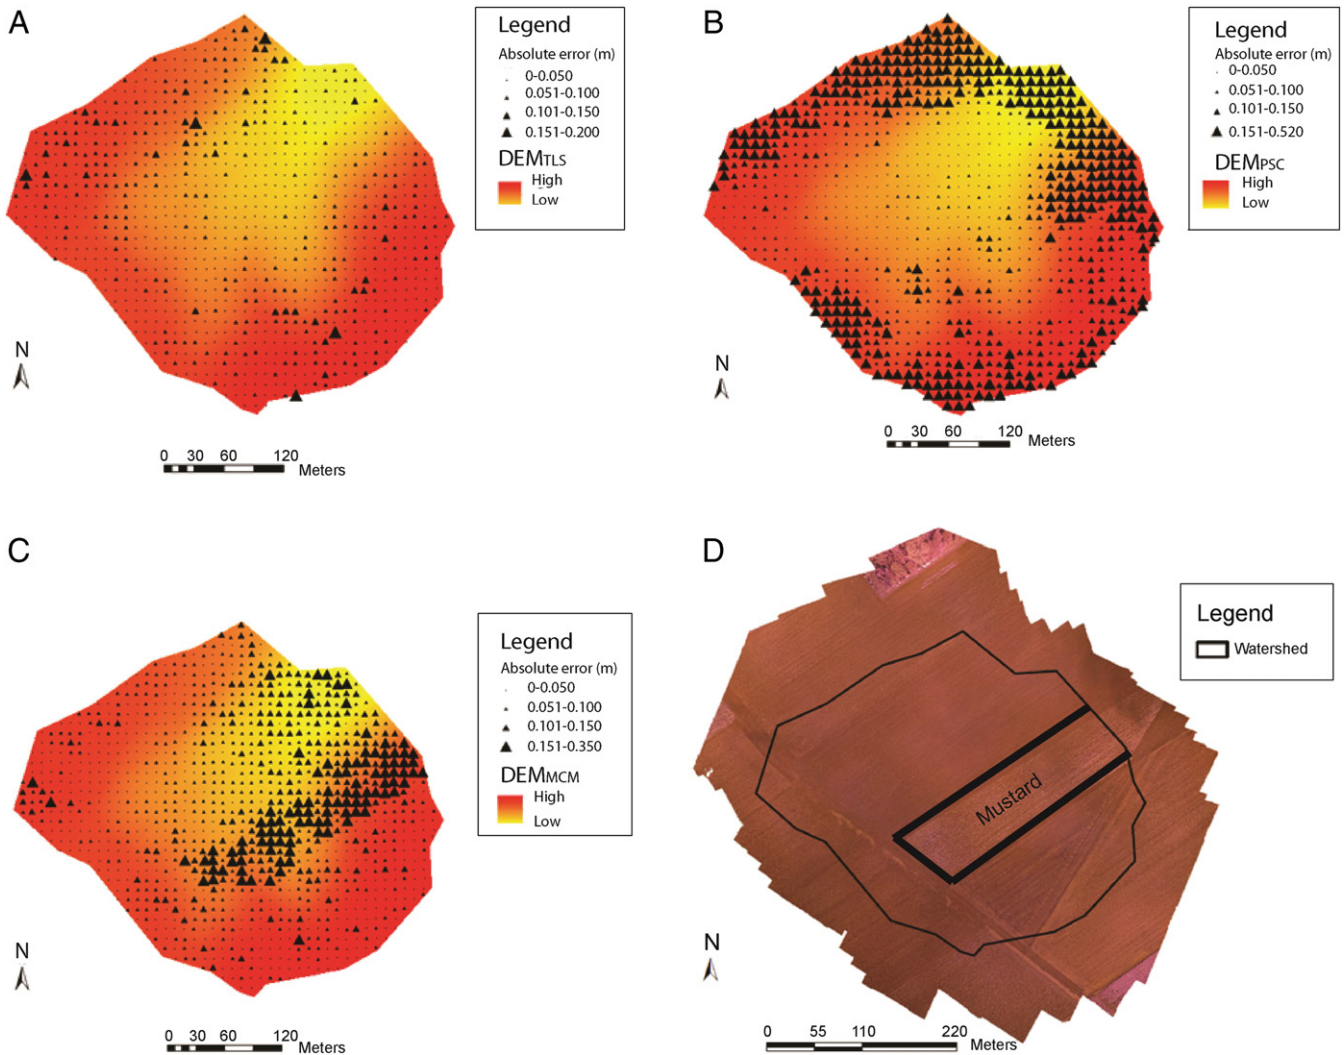 A
Legend
Absolute error (m)
0-0.050
0.051-0.100
0.101-0.150
0.151-0.200
DEMTLS
High
Low
N
0 30 60 120
Meters
B
Legend
Absolute error (m)
0-0.050
0.051-0.100
0.101-0.150
0.151-0.520
DEMPSC
High
Low
N
0 30 60 120
Meters
C
Legend
Absolute error (m)
0-0.050
0.051-0.100
0.101-0.150
0.151-0.350
DEMMCM
High
Low
N
0 30 60 120
Meters
D
Legend
Watershed
Mustard
N
0 55 110 220
Meters